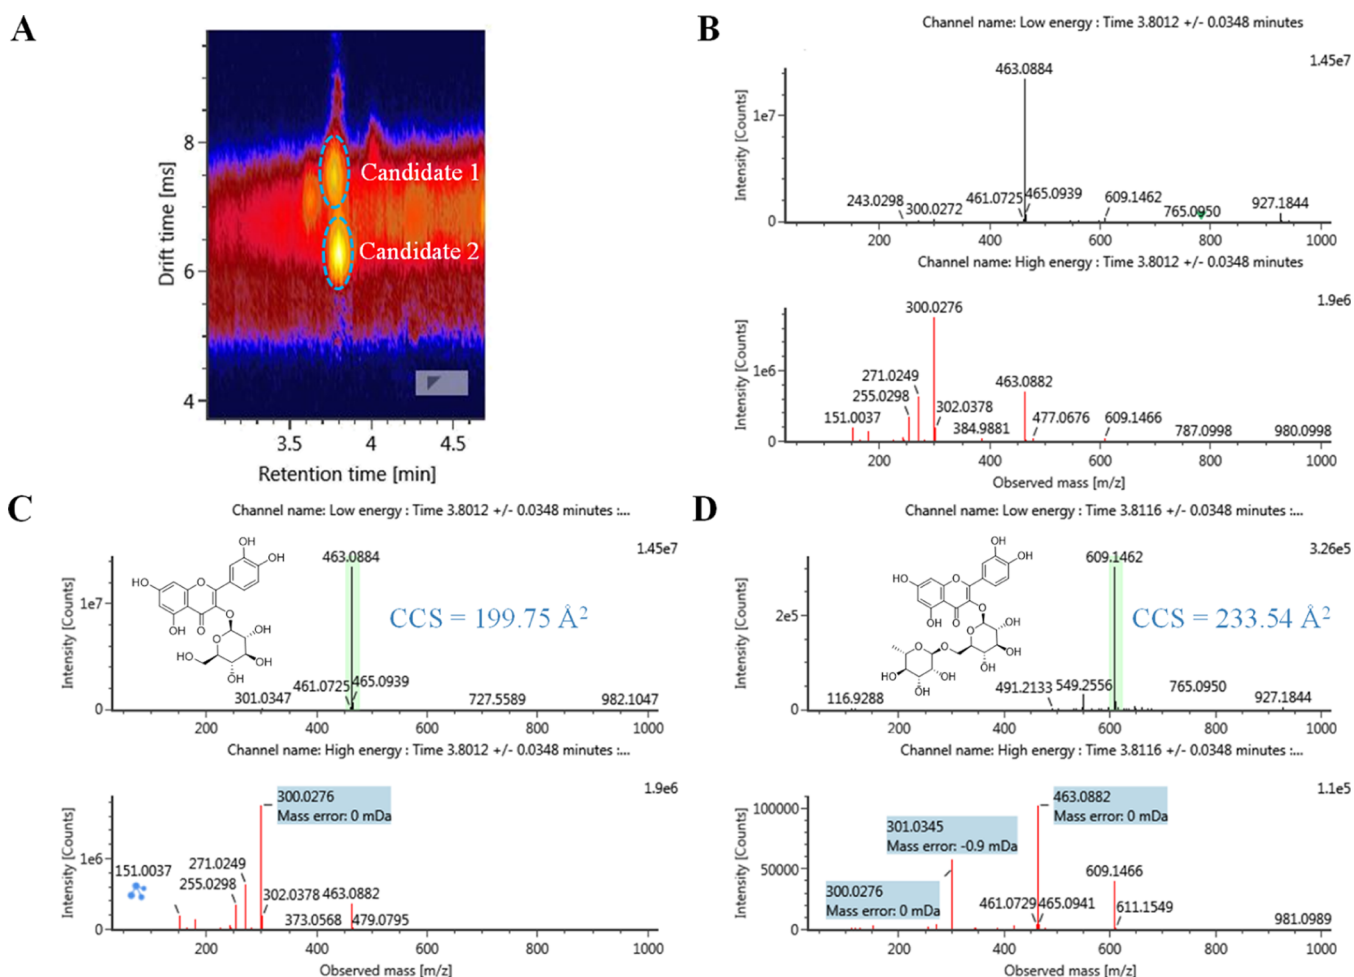 A
8
6
4
Drift time [ms]
Candidate 1
Candidate 2
3.5 4 4.5
Retention time [min]
B
Channel name: Low energy : Time 3.8012 +/- 0.0348 minutes
1.45e7
Intensity [Counts]
1e7
0
463.0884
243.0298
300.0272
461.0725
465.0939
609.1462
765.0950
927.1844
200 400 600 800 1000
Channel name: High energy : Time 3.8012 +/- 0.0348 minutes
1.9e6
Intensity [Counts]
1e6
0
300.0276
271.0249
255.0298
151.0037
302.0378
384.9881
463.0882
477.0676
609.1466
787.0998
980.0998
200 400 600 800 1000
Observed mass [m/z]
C
Channel name: Low energy : Time 3.8012 +/- 0.0348 minutes :...
1.45e7
Intensity [Counts]
1e7
0
OH
OH
HO
O
O
OH
O
O
OH
HO
OH
OH
463.0884
CCS = 199.75 Å2
301.0347
461.0725
465.0939
727.5589
982.1047
200 400 600 800 1000
Channel name: High energy : Time 3.8012 +/- 0.0348 minutes :...
1.9e6
Intensity [Counts]
1e6
0
300.0276
Mass error: 0 mDa
151.0037
271.0249
255.0298
302.0378
463.0882
373.0568
479.0795
200 400 600 800 1000
Observed mass [m/z]
D
Channel name: Low energy : Time 3.8116 +/- 0.0348 minutes :...
3.26e5
Intensity [Counts]
2e5
0
OH
OH
HO
O
O
OH
O
O
OH
O
O
OH
OH
HO
OH
OH
609.1462
CCS = 233.54 Å2
116.9288
491.2133
549.2556
765.0950
927.1844
200 400 600 800 1000
Channel name: High energy : Time 3.8116 +/- 0.0348 minutes :...
1.1e5
Intensity [Counts]
100000
50000
0
463.0882
Mass error: 0 mDa
301.0345
Mass error: -0.9 mDa
300.0276
Mass error: 0 mDa
609.1466
461.0729
465.0941
611.1549
981.0989
200 400 600 800 1000
Observed mass [m/z]